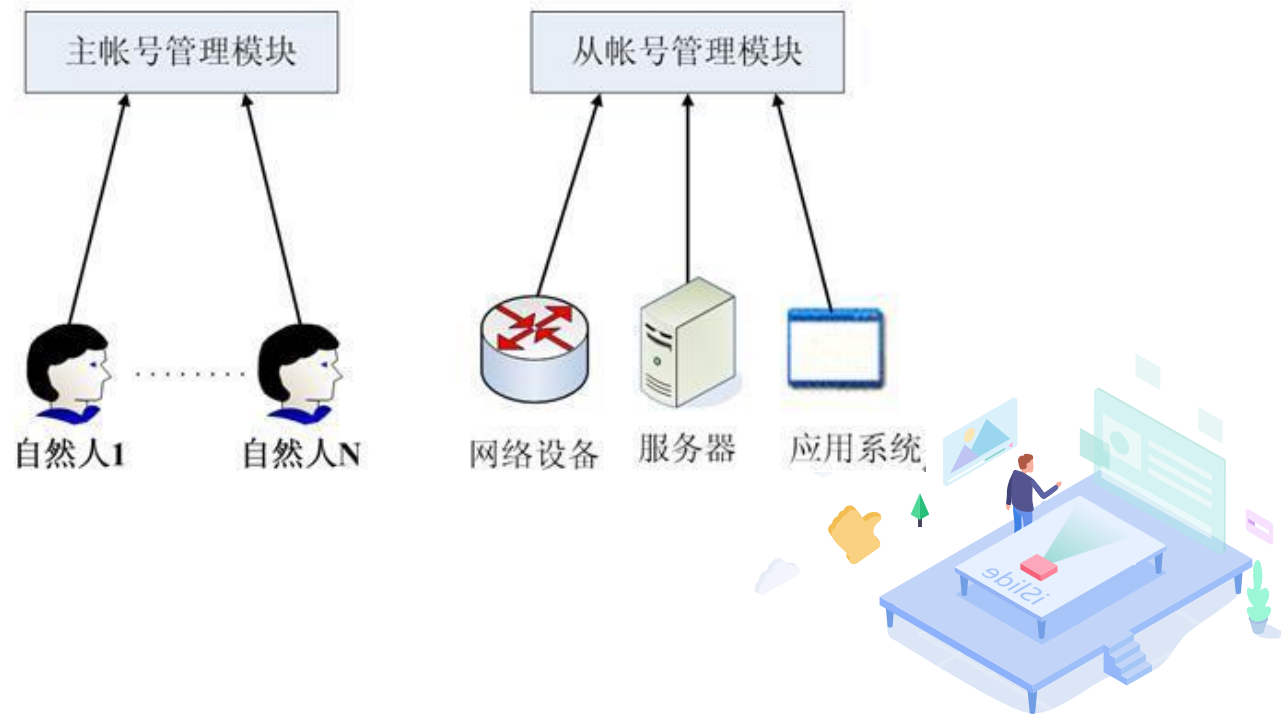 主帐号管理模块
从帐号管理模块
自然人1
自然人N
网络设备
服务器
应用系统
iSlide